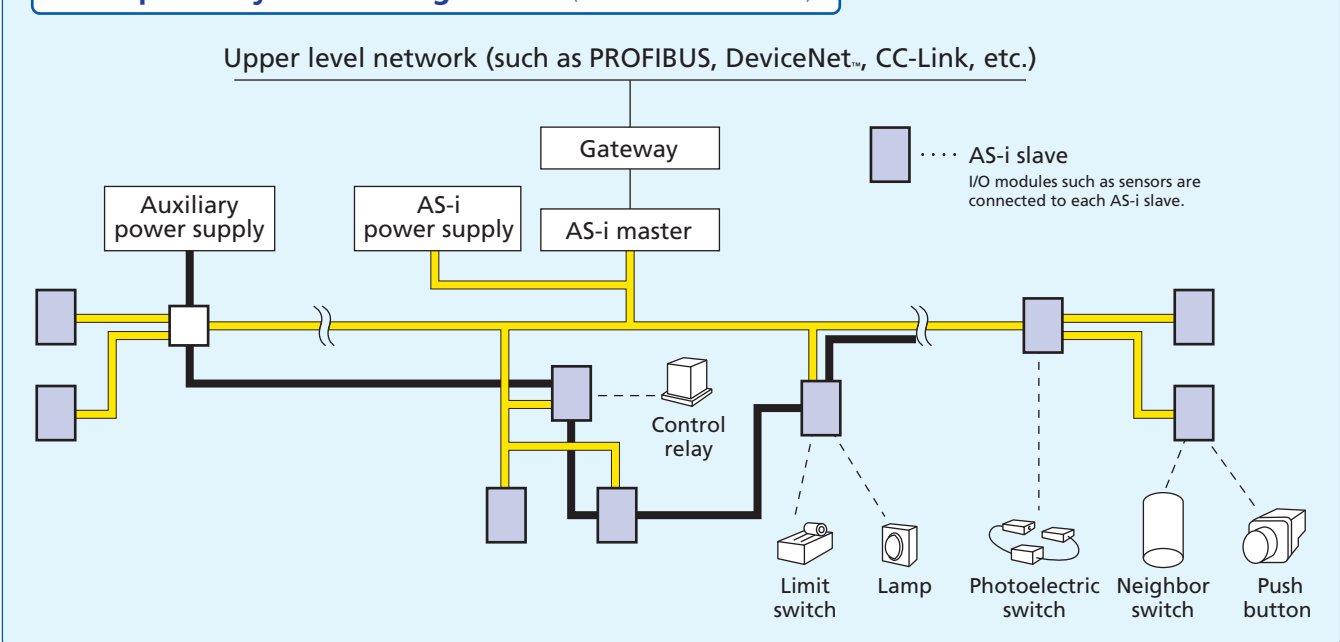 Upper level network (such as PROFIBUS, DeviceNet™, CC-Link, etc.)
Gateway
AS-i slave
I/O modules such as sensors are
connected to each AS-i slave.
Auxiliary
power supply
AS-i
power supply
AS-i master
Control
relay
Limit
switch
Lamp
Photoelectric
switch
Neighbor
switch
Push
button